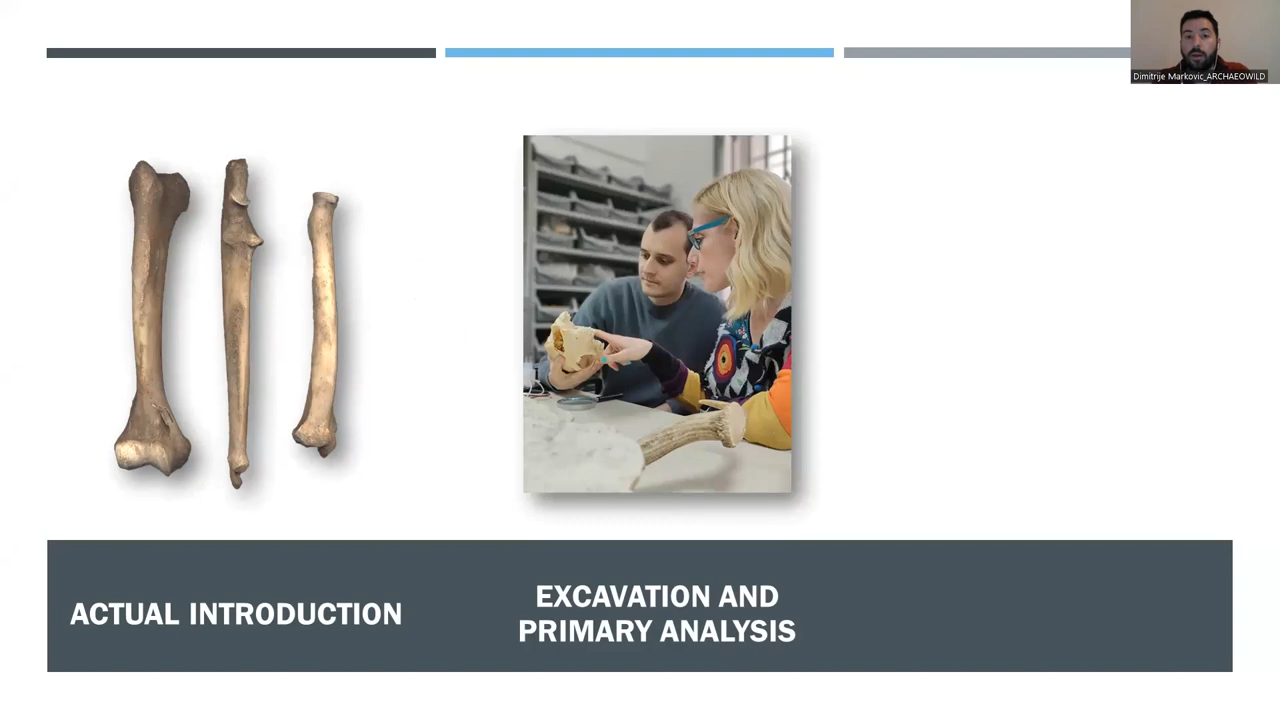 Dimitrije Markovic_ARCHAEOWILD
ACTUAL INTRODUCTION
EXCAVATION AND
PRIMARY ANALYSIS